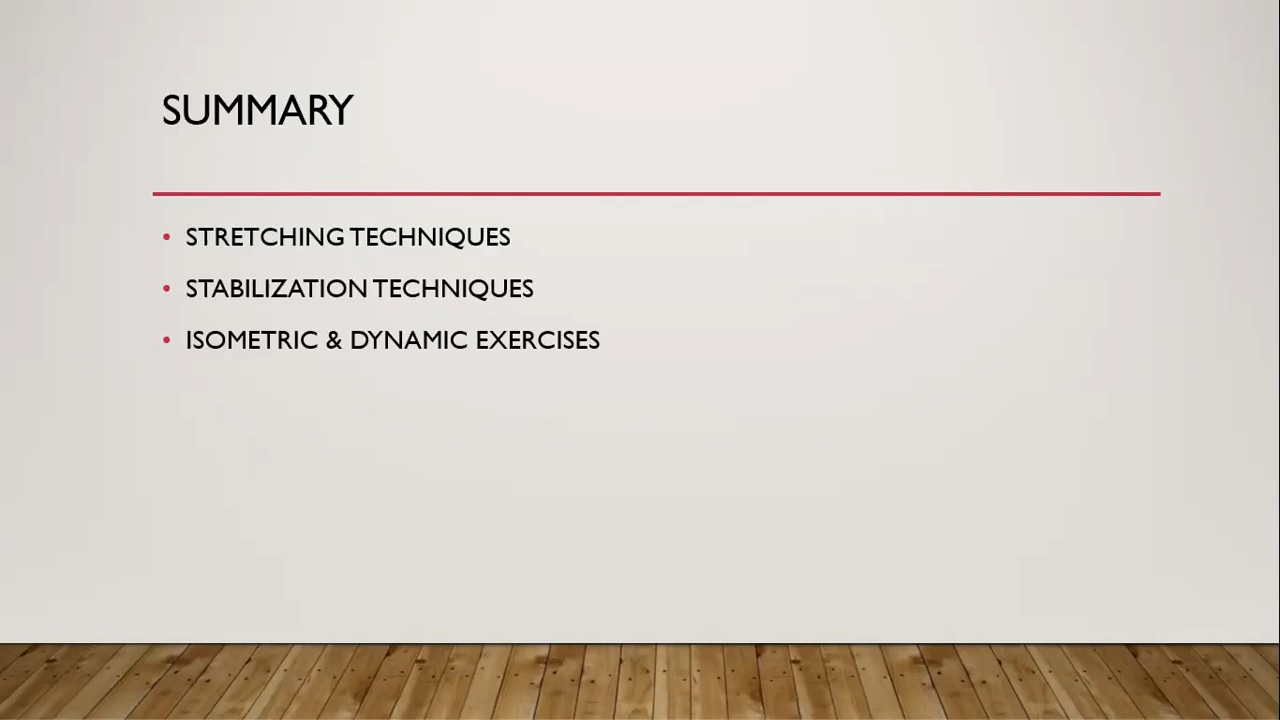 SUMMARY
• STRETCHING TECHNIQUES
• STABILIZATION TECHNIQUES
• ISOMETRIC & DYNAMIC EXERCISES